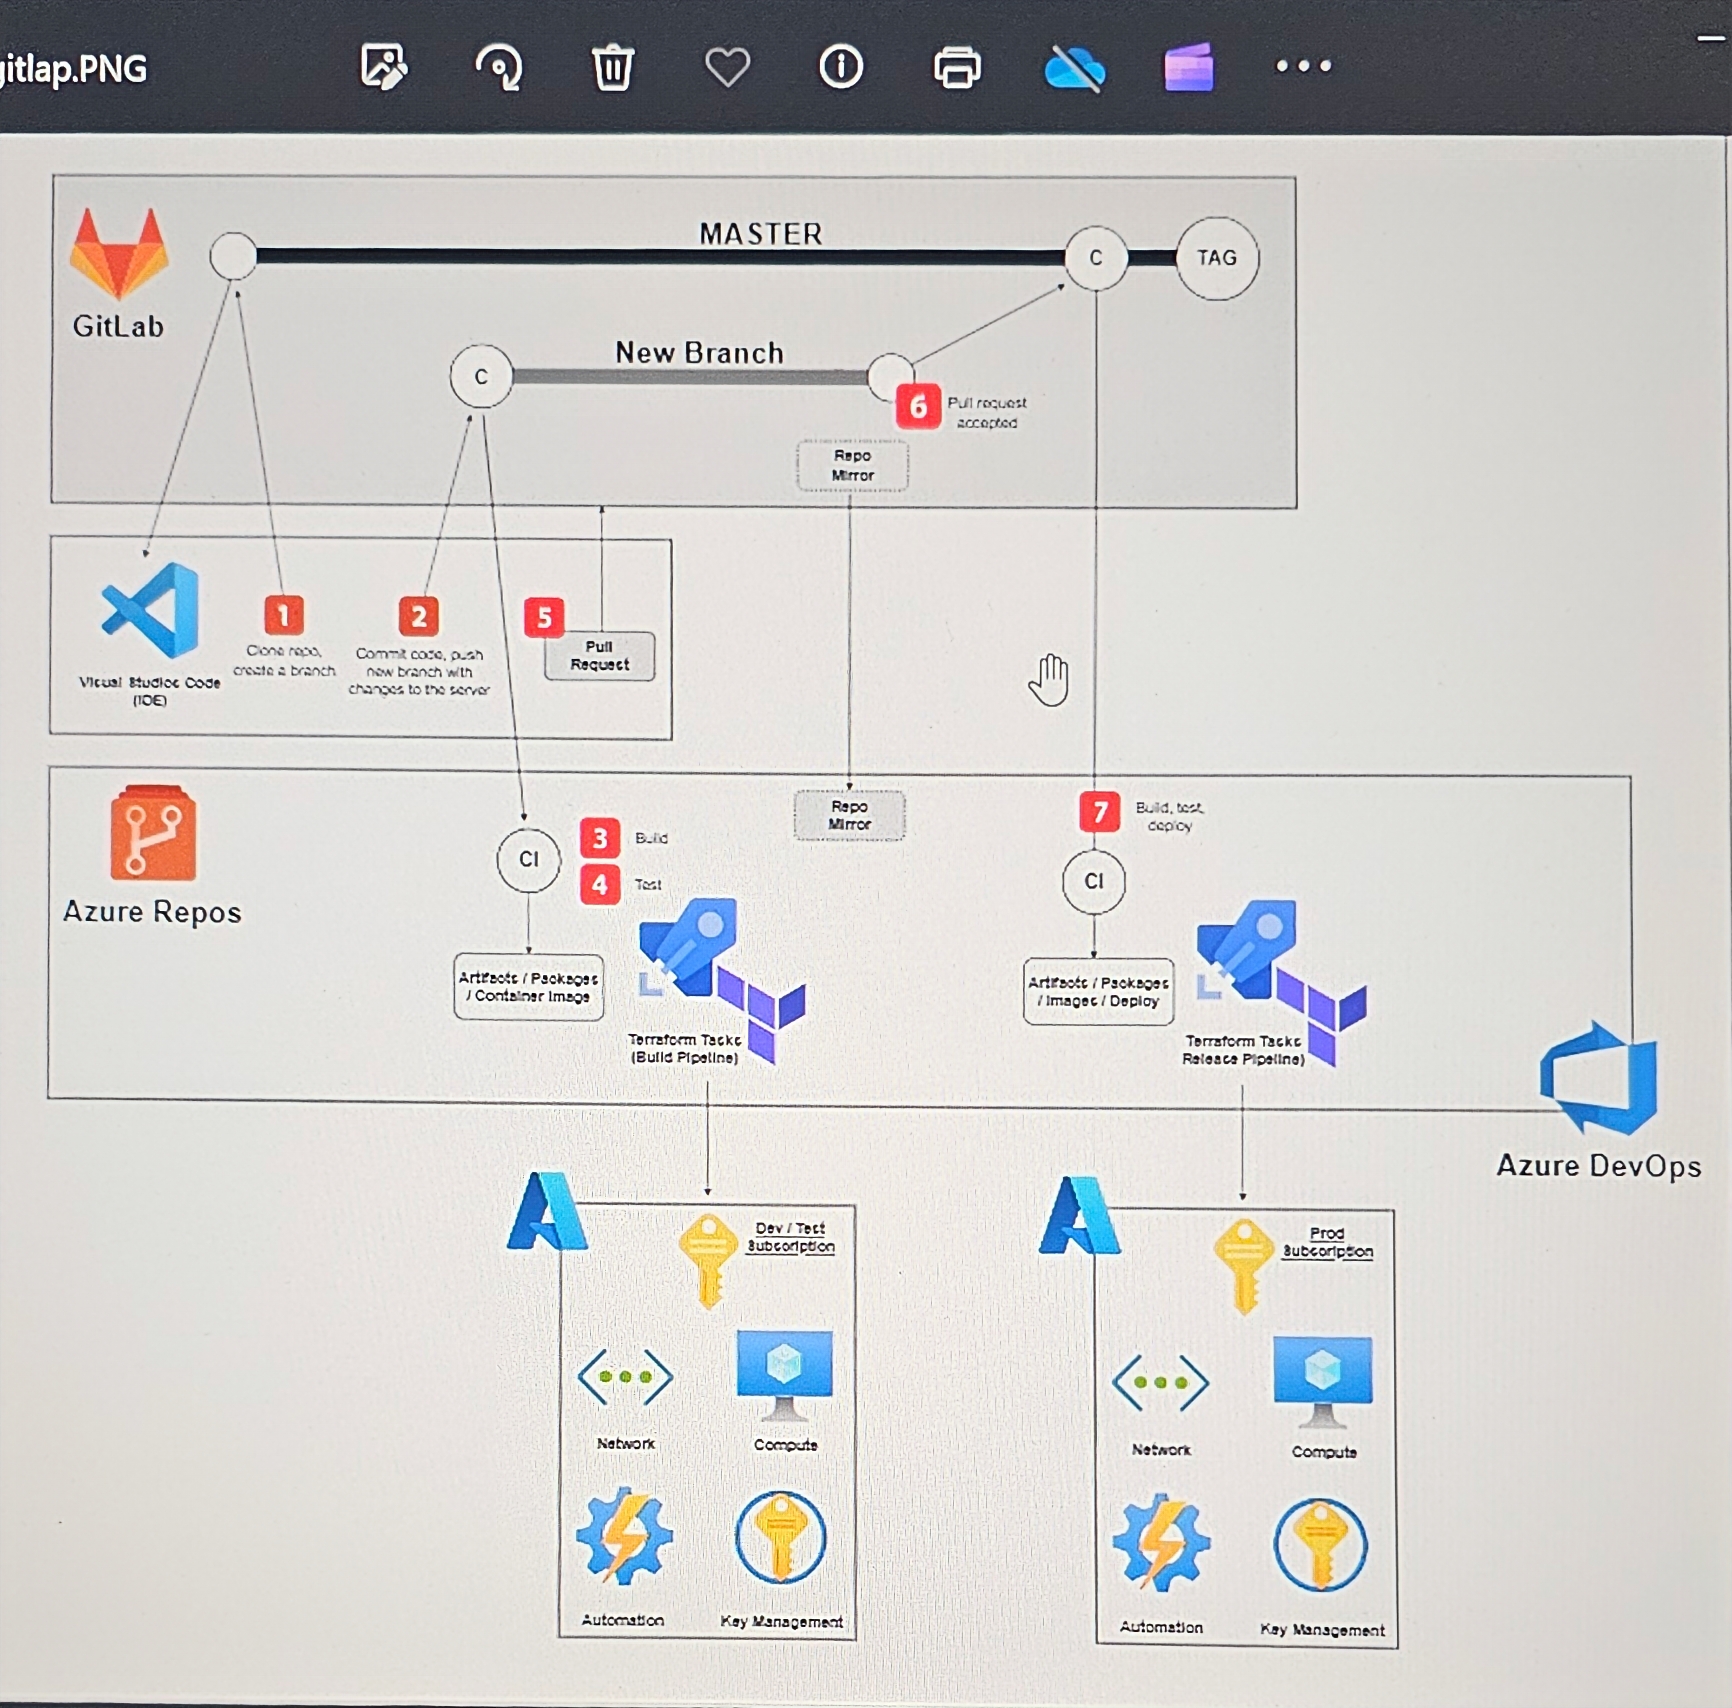 gitlap.PNG
MASTER
C
TAG
GitLab
New Branch
C
6
Pull request
accepted
Repo
Mirror
1
Clone repo,
create a branch
2
Commit code, push
new branch with
changes to the server
5
Pull
Request
Visual Studioc Code
(IDE)
Azure Repos
CI
3
Build
4
Test
Repo
Mirror
7
Build, test,
deploy
CI
Artifacts / Packages
/ Container Image
Terraform Tasks
(Build Pipeline)
Artifacts / Packages
/ Images / Deploy
Terraform Tasks
Release Pipeline)
Azure DevOps
Dev / Test
Subscription
Network
Compute
Automation
Key Management
Prod
Subscription
Network
Compute
Automation
Key Management